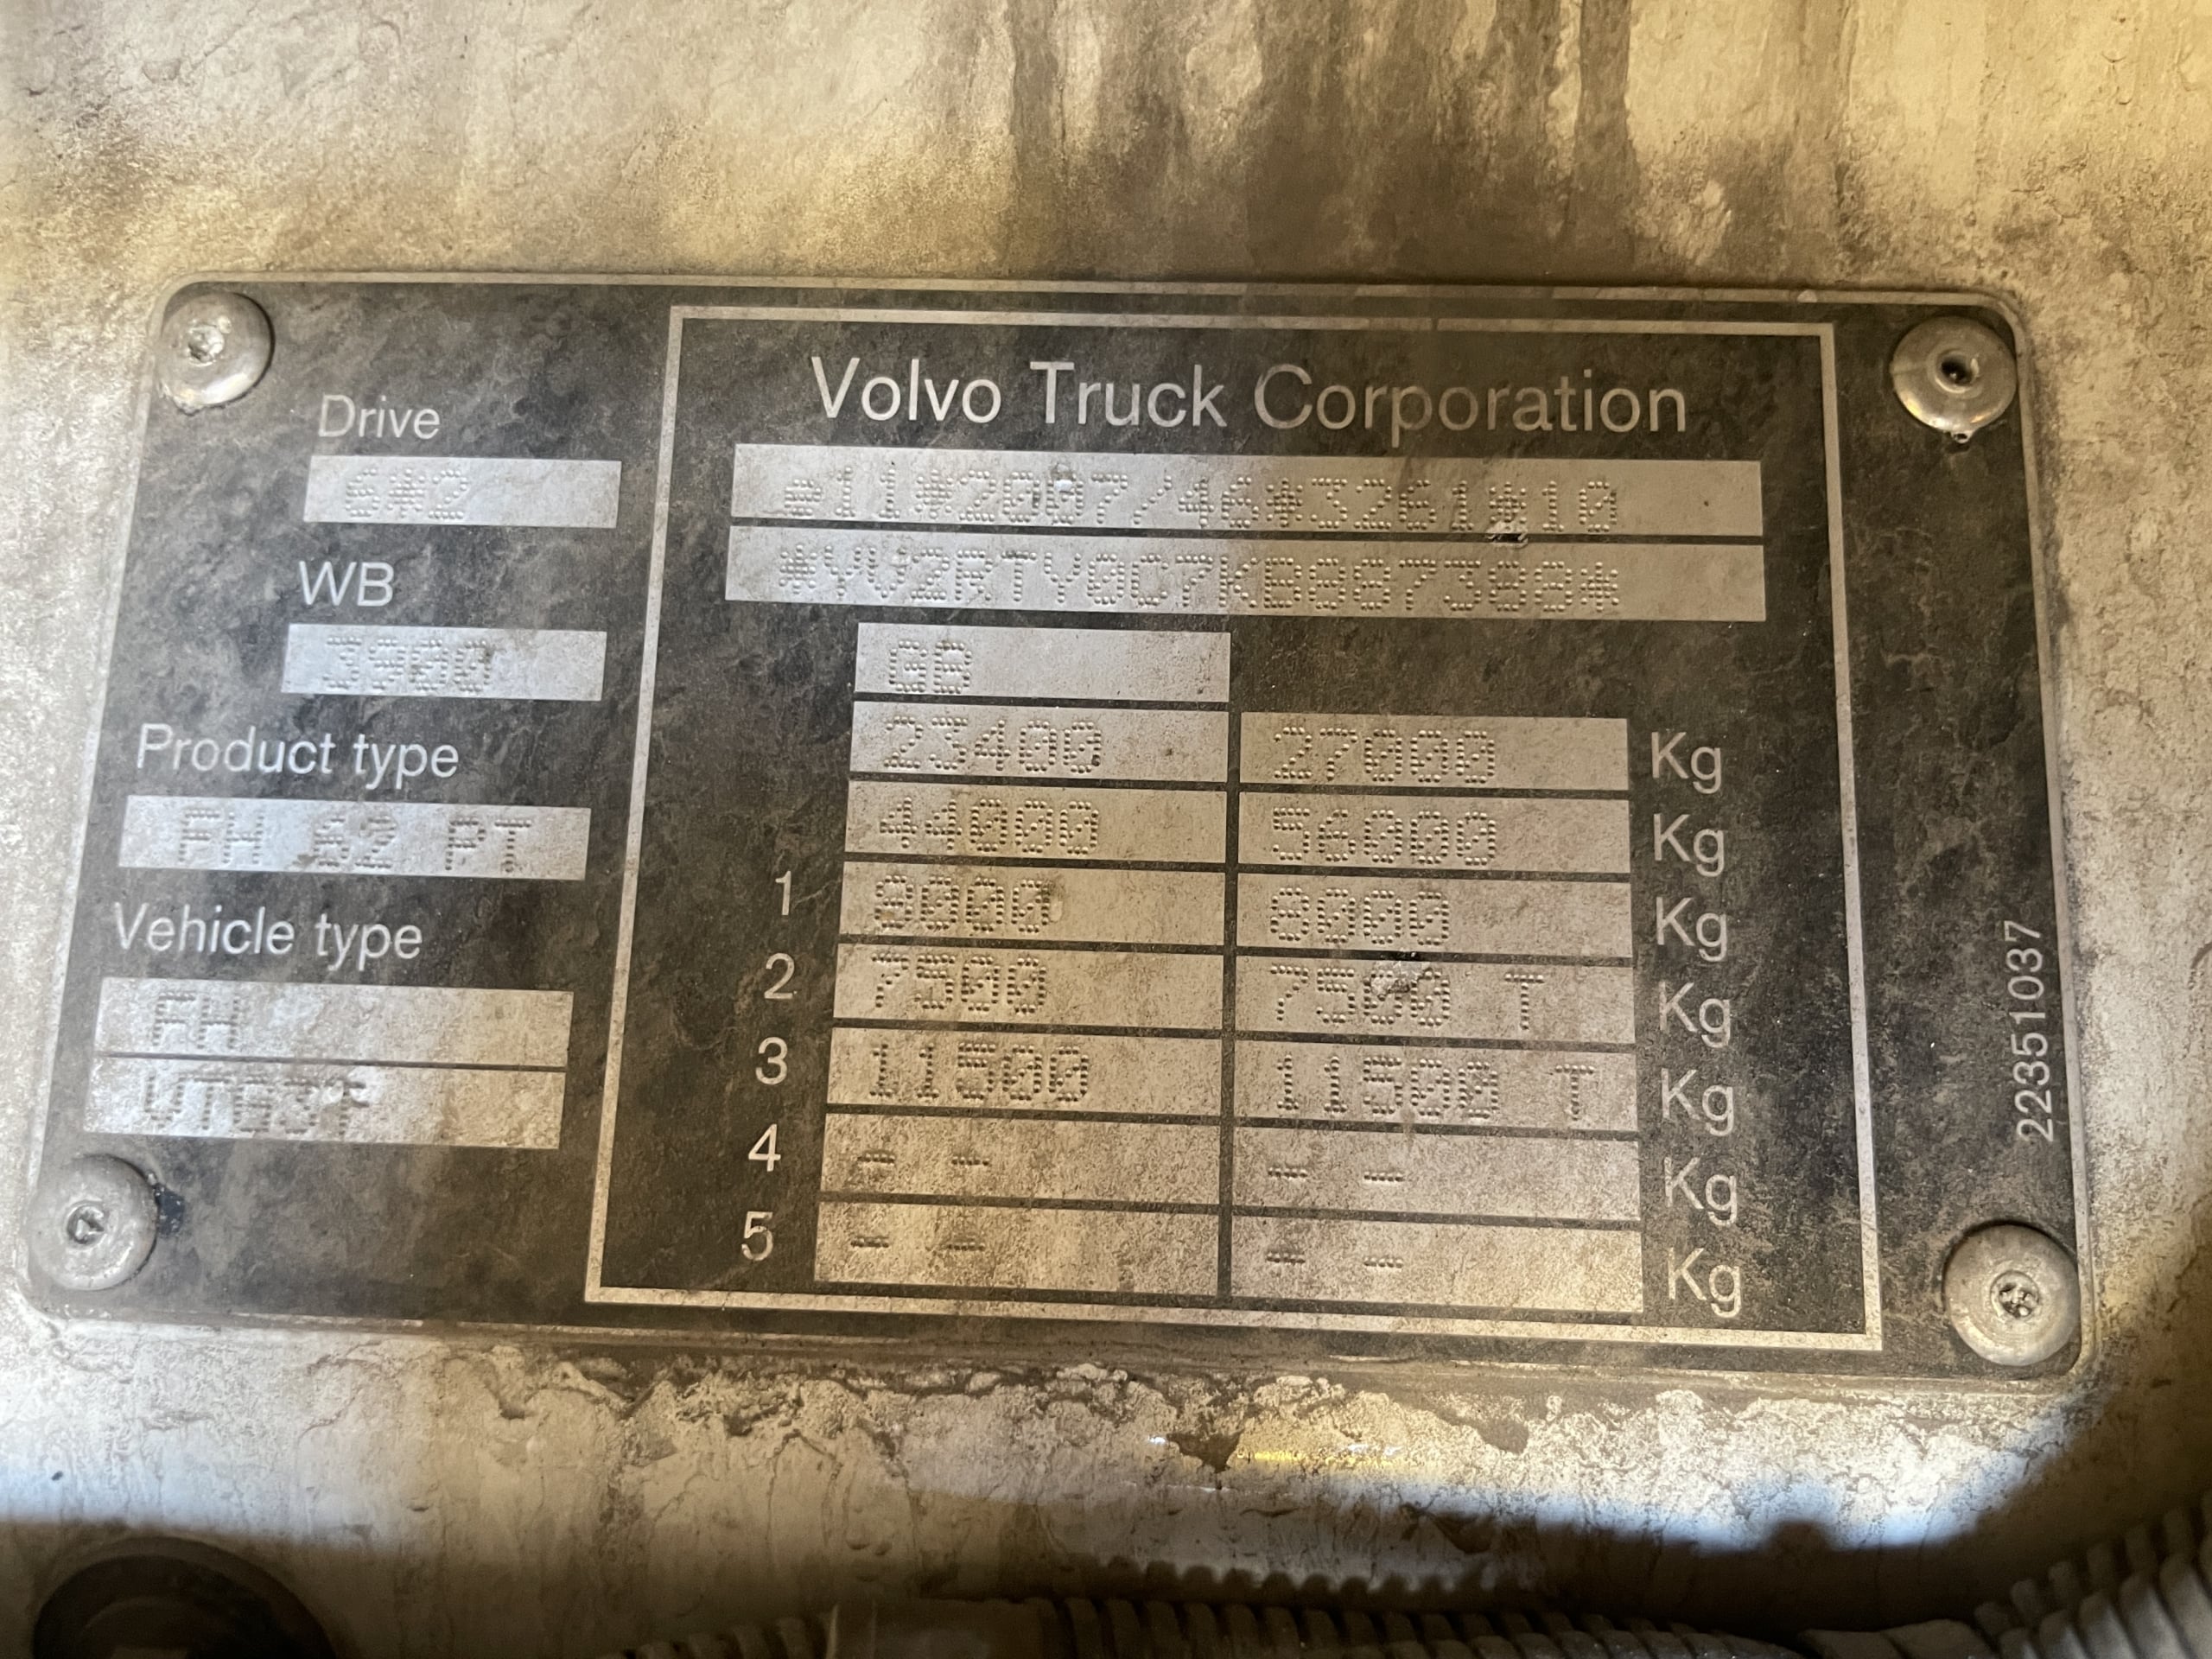 Volvo Truck Corporation
e11*2007/46*3261*10
Drive
6*2
WB
3900
GB
23400 27000 Kg
Product type
FH 62 PT
44000 56000 Kg
1 8000 8000 Kg
Vehicle type
FH
2 7500 7500 T Kg
VT63T
3 11500 11500 T Kg
4 - - - - Kg
5 - - - - Kg
22351037